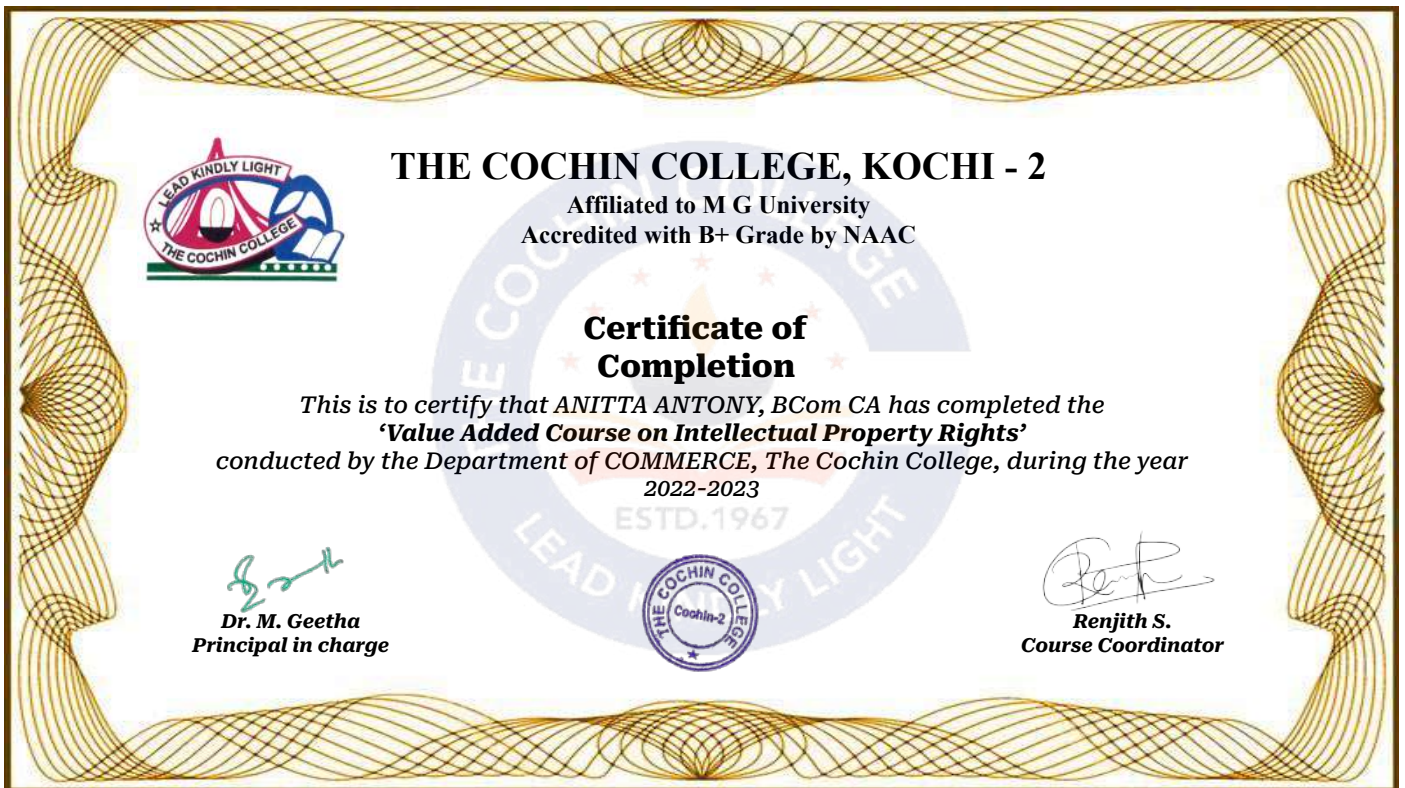 LEAD KINDLY LIGHT
THE COCHIN COLLEGE
THE COCHIN COLLEGE, KOCHI - 2
Affiliated to M G University
Accredited with B+ Grade by NAAC
THE COCHIN COLLEGE
Certificate of
Completion
This is to certify that ANITTA ANTONY, BCom CA has completed the
‘Value Added Course on Intellectual Property Rights’
conducted by the Department of COMMERCE, The Cochin College, during the year
2022-2023
ESTD.1967
LEAD KINDLY LIGHT
THE COCHIN COLLEGE
Cochin-2
Dr. M. Geetha
Principal in charge
Renjith S.
Course Coordinator